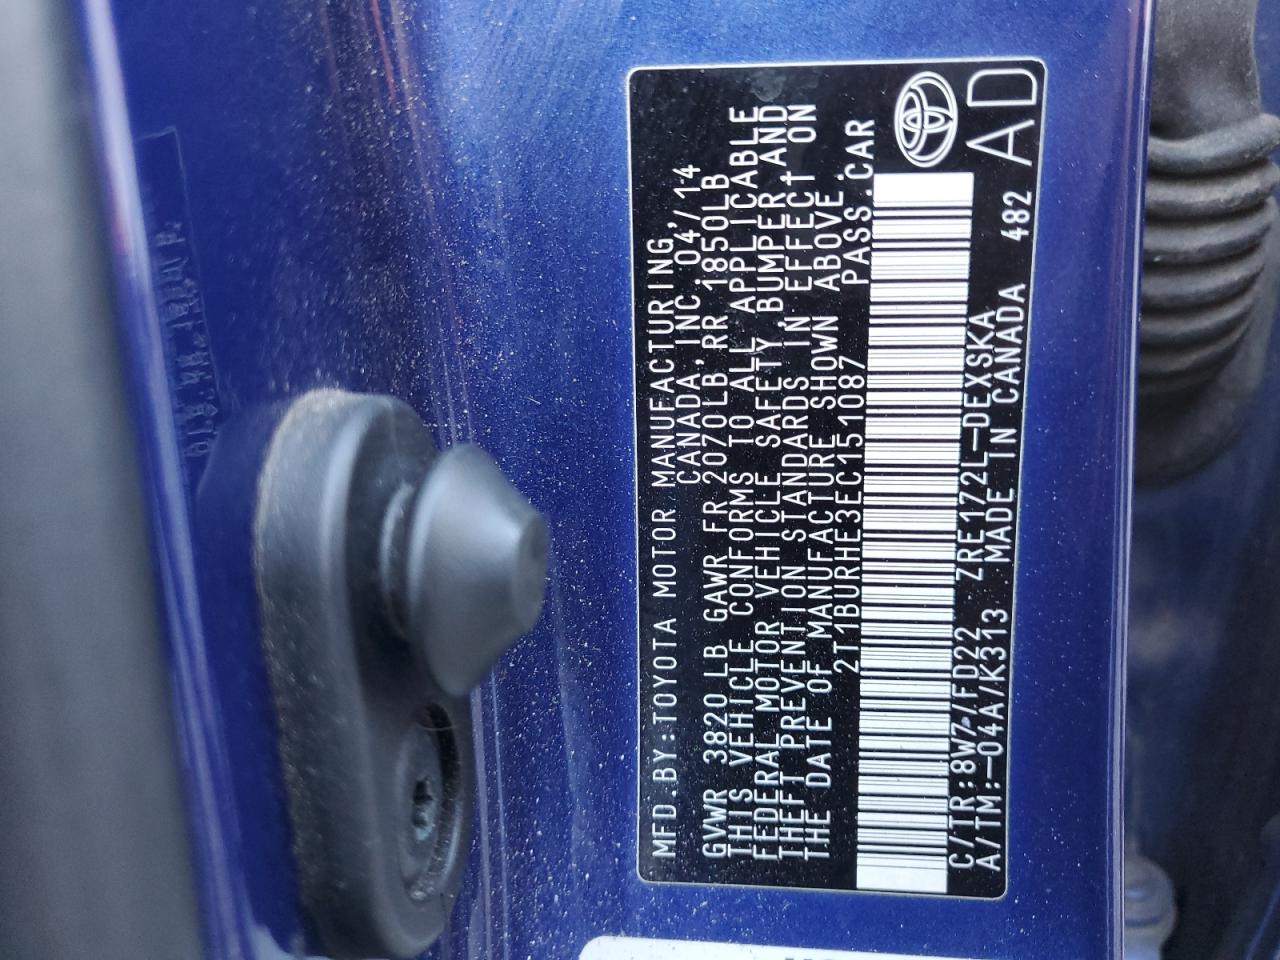 MFD.BY:TOYOTA MOTOR MANUFACTURING
CANADA,INC. 04/14
GVWR 3820 LB GAWR FR 2070LB,RR 1850LB
THIS VEHICLE CONFORMS TO ALL APPLICABLE
FEDERAL MOTOR VEHICLE SAFETY,BUMPER,AND
THEFT PREVENTION STANDARDS IN EFFECT ON
THE DATE OF MANUFACTURE SHOWN ABOVE.
2T1BURHE3EC151087 PASS.CAR
C/TR:8W7/FD22 ZRE172L-DEXSKA
A/TM:-04A/K313 MADE IN CANADA 482
AD